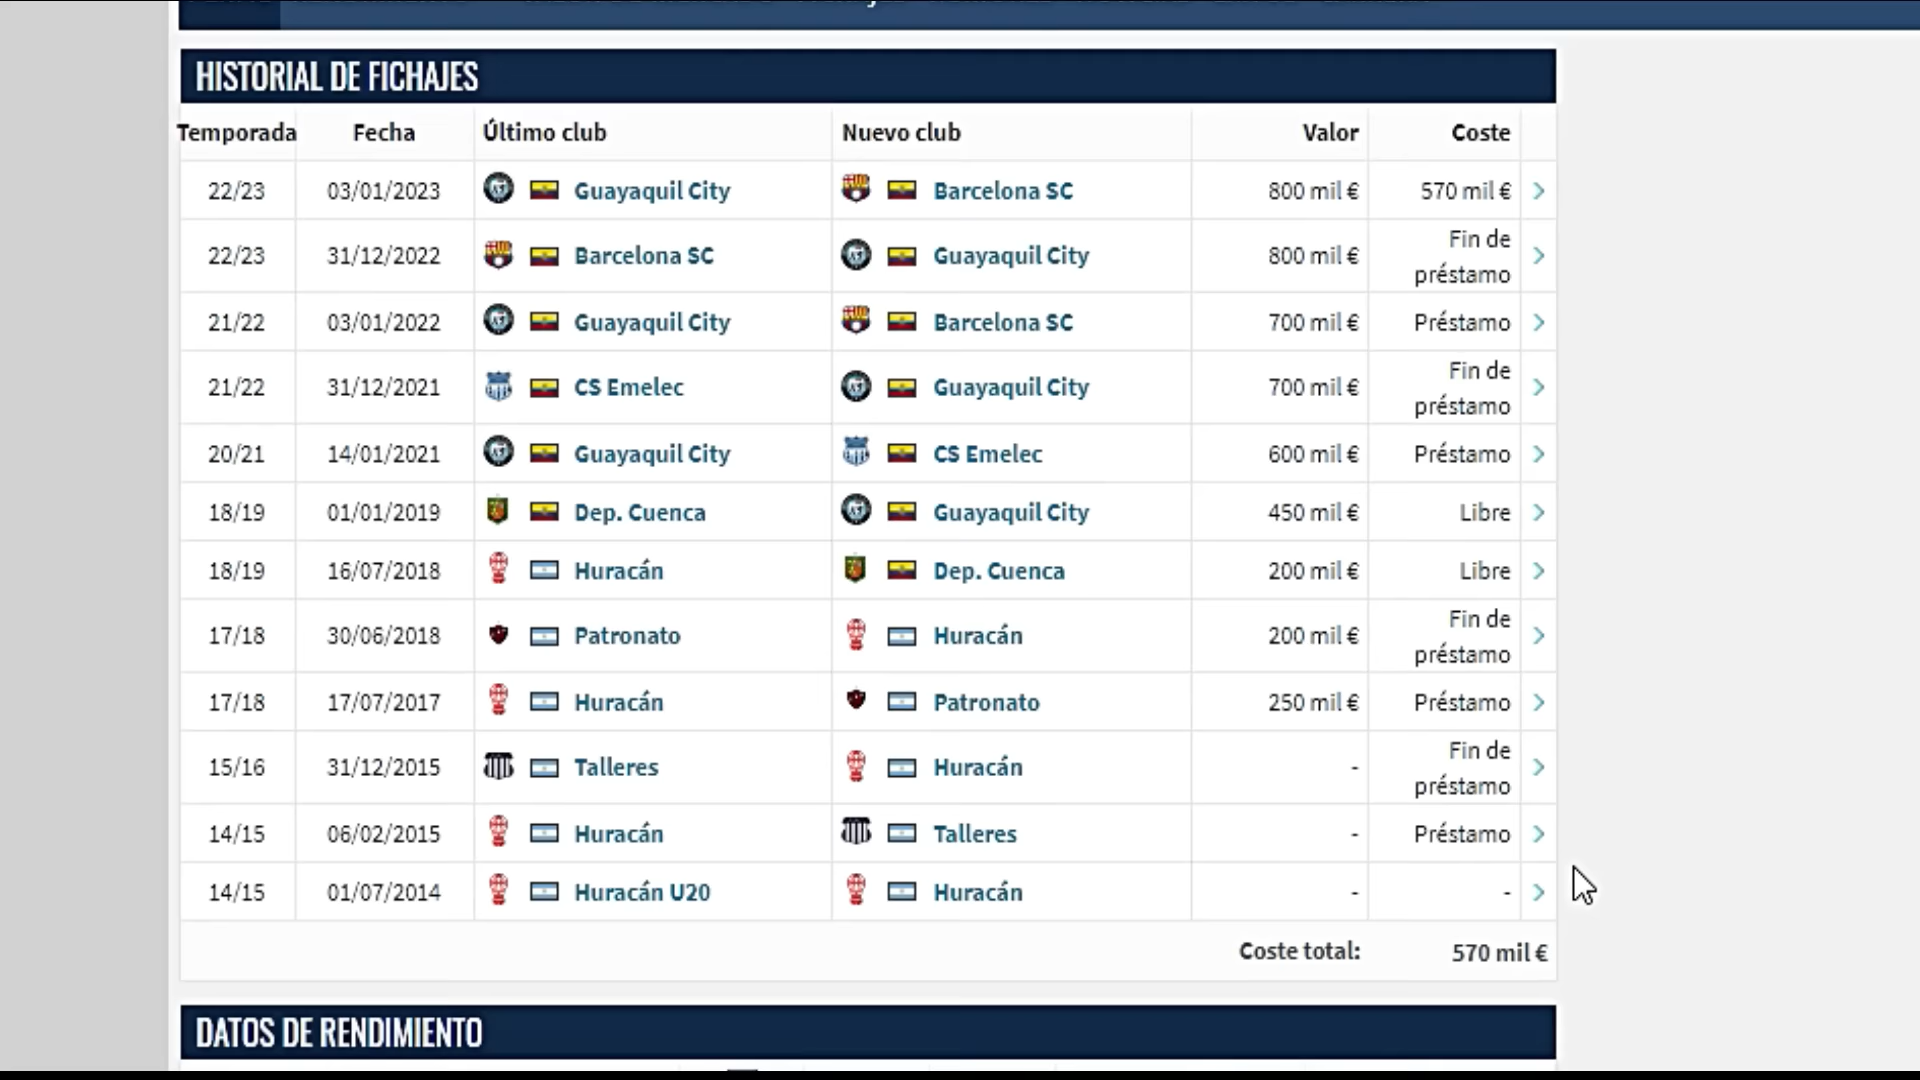 HISTORIAL DE FICHAJES
Temporada Fecha Último club Nuevo club Valor Coste
22/23 03/01/2023 Guayaquil City Barcelona SC 800 mil € 570 mil €
22/23 31/12/2022 Barcelona SC Guayaquil City 800 mil € Fin de
préstamo
21/22 03/01/2022 Guayaquil City Barcelona SC 700 mil € Préstamo
21/22 31/12/2021 CS Emelec Guayaquil City 700 mil € Fin de
préstamo
20/21 14/01/2021 Guayaquil City CS Emelec 600 mil € Préstamo
18/19 01/01/2019 Dep. Cuenca Guayaquil City 450 mil € Libre
18/19 16/07/2018 Huracán Dep. Cuenca 200 mil € Libre
17/18 30/06/2018 Patronato Huracán 200 mil € Fin de
préstamo
17/18 17/07/2017 Huracán Patronato 250 mil € Préstamo
15/16 31/12/2015 Talleres Huracán - Fin de
préstamo
14/15 06/02/2015 Huracán Talleres - Préstamo
14/15 01/07/2014 Huracán U20 Huracán - -
Coste total: 570 mil €
DATOS DE RENDIMIENTO